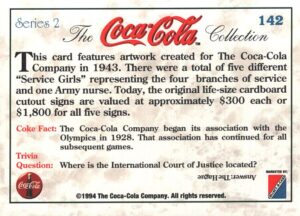 Series 2
The Coca-Cola Collection
142
This card features artwork created for The Coca-Cola
Company in 1943. There were a total of five different
"Service Girls" representing the four branches of service
and one Army nurse. Today, the original life-size cardboard
cutout signs are valued at approximately $300 each or
$1,800 for all five signs.
Coke Fact: The Coca-Cola Company began its association with the
Olympics in 1928. That association has continued for all
subsequent games.
Trivia
Question: Where is the International Court of Justice located?
Answer: The Hague
Coca-Cola
MARKETED BY:
©1994 The Coca-Cola Company. All rights reserved.